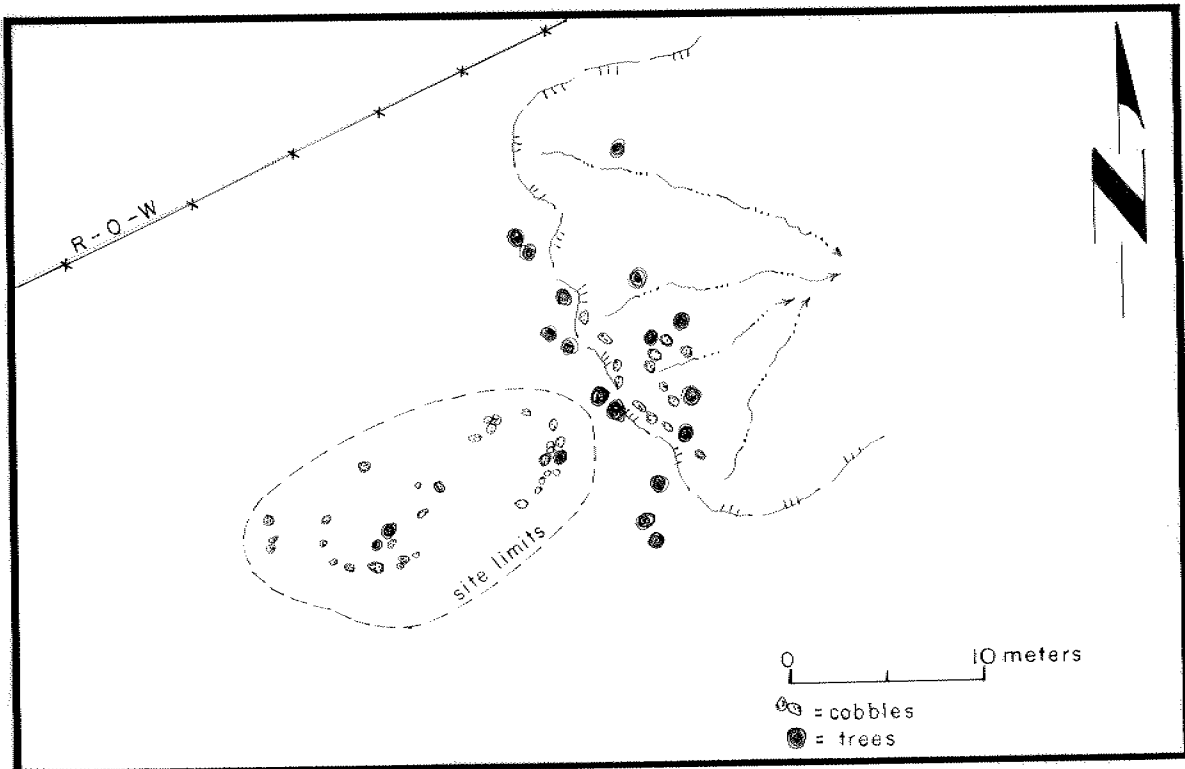 R-O-W
N
site limits
0 10 meters
= cobbles
= trees